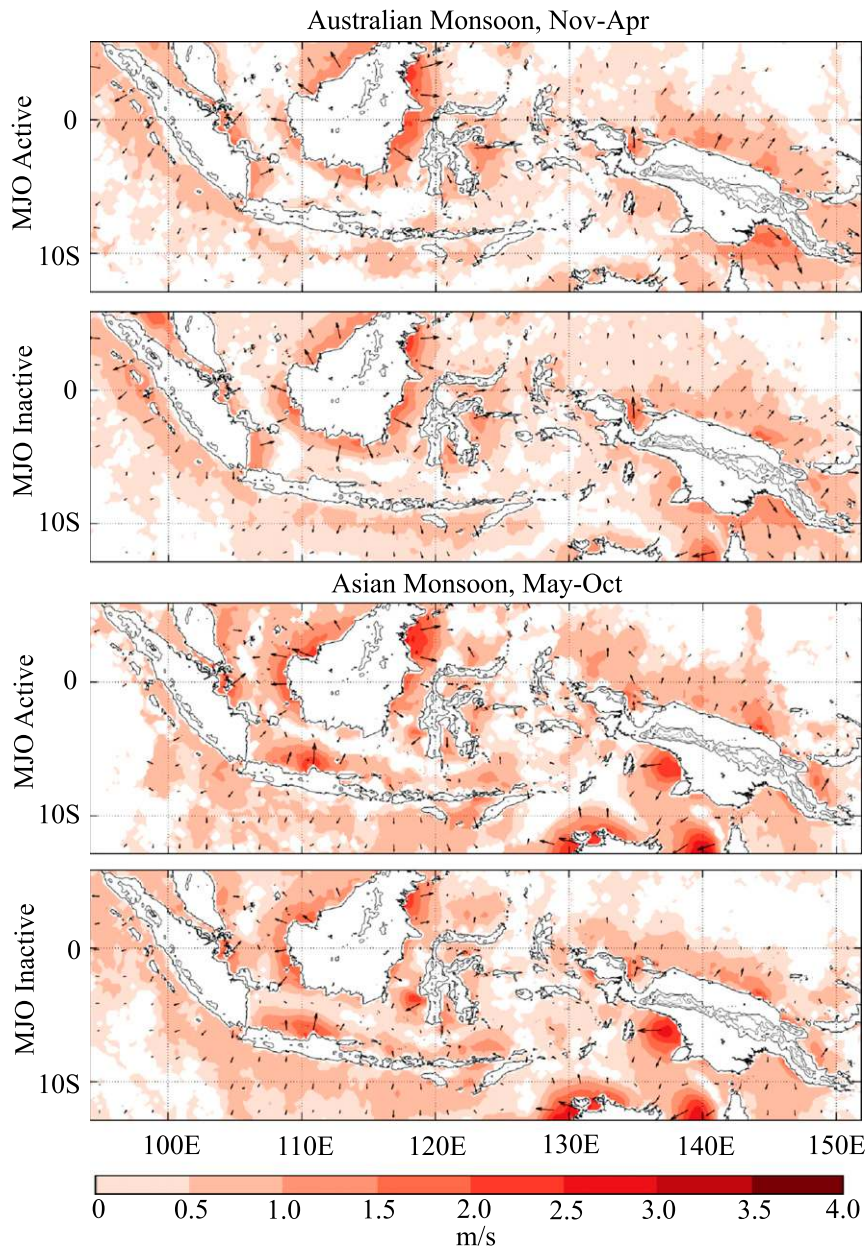 Australian Monsoon, Nov-Apr
MJO Active
0
10S
MJO Inactive
0
10S
Asian Monsoon, May-Oct
MJO Active
0
10S
MJO Inactive
0
10S
100E 110E 120E 130E 140E 150E
0 0.5 1.0 1.5 2.0 2.5 3.0 3.5 4.0
m/s